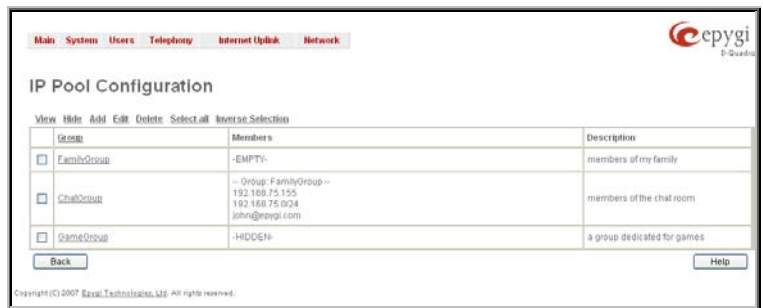 Main System Users Telephony Internet Uplink Network
epygi
D-Quadro
IP Pool Configuration
View Hide Add Edit Delete Select all Inverse Selection
Group Members Description
FamilyGroup -EMPTY- members of my family
ChatGroup -- Group: FamilyGroup --
192.168.75.155
192.168.75.0/24
john@epygi.com
members of the chat room
GameGroup -HIDDEN- a group dedicated for games
Back Help
Copyright (C) 2007 Epygi Technologies, Ltd. All rights reserved.